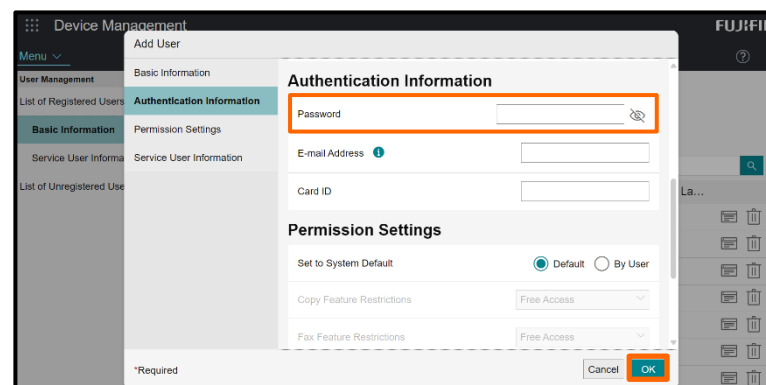 Device Management
FUJIFI
Menu
Add User
User Management
List of Registered Users
Basic Information
Service User Informa
List of Unregistered Use
Basic Information
Authentication Information
Permission Settings
Service User Information
Authentication Information
Password
E-mail Address
Card ID
Permission Settings
Set to System Default
Default
By User
Copy Feature Restrictions
Free Access
Fax Feature Restrictions
Free Access
*Required
Cancel
OK
La...